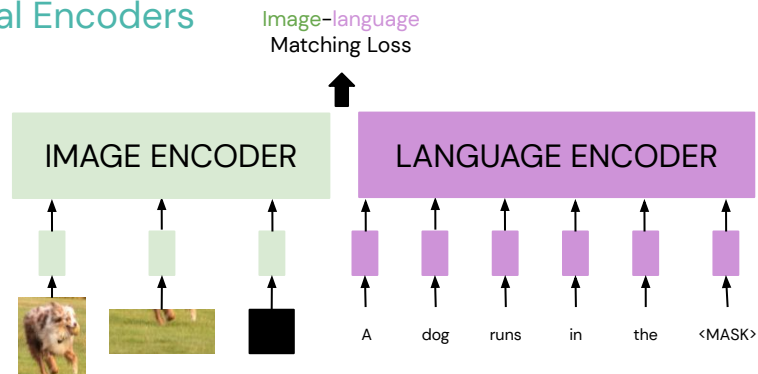 al Encoders
Image-language
Matching Loss
IMAGE ENCODER
LANGUAGE ENCODER
A dog runs in the <MASK>